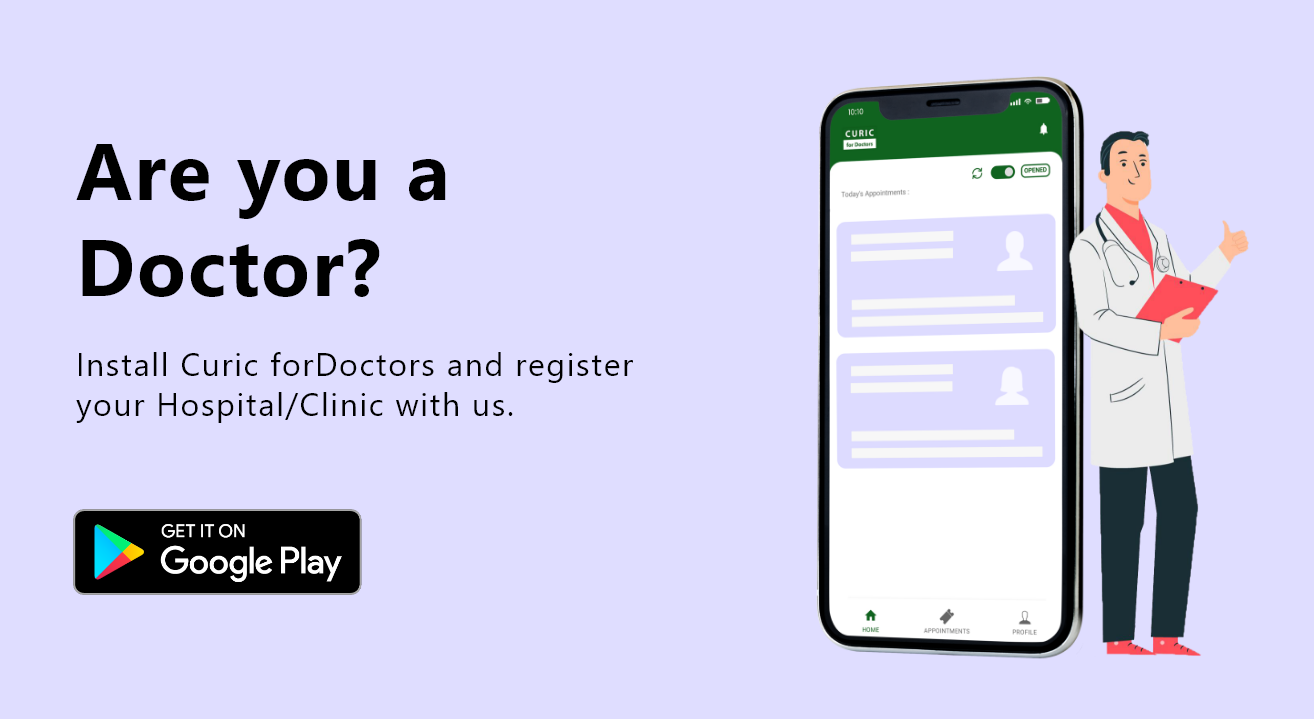 Are you a
Doctor?
Install Curic forDoctors and register
your Hospital/Clinic with us.
GET IT ON
Google Play
10:10
CURIC
for Doctors
OPENED
Today's Appointments :
HOME
APPOINTMENTS
PROFILE